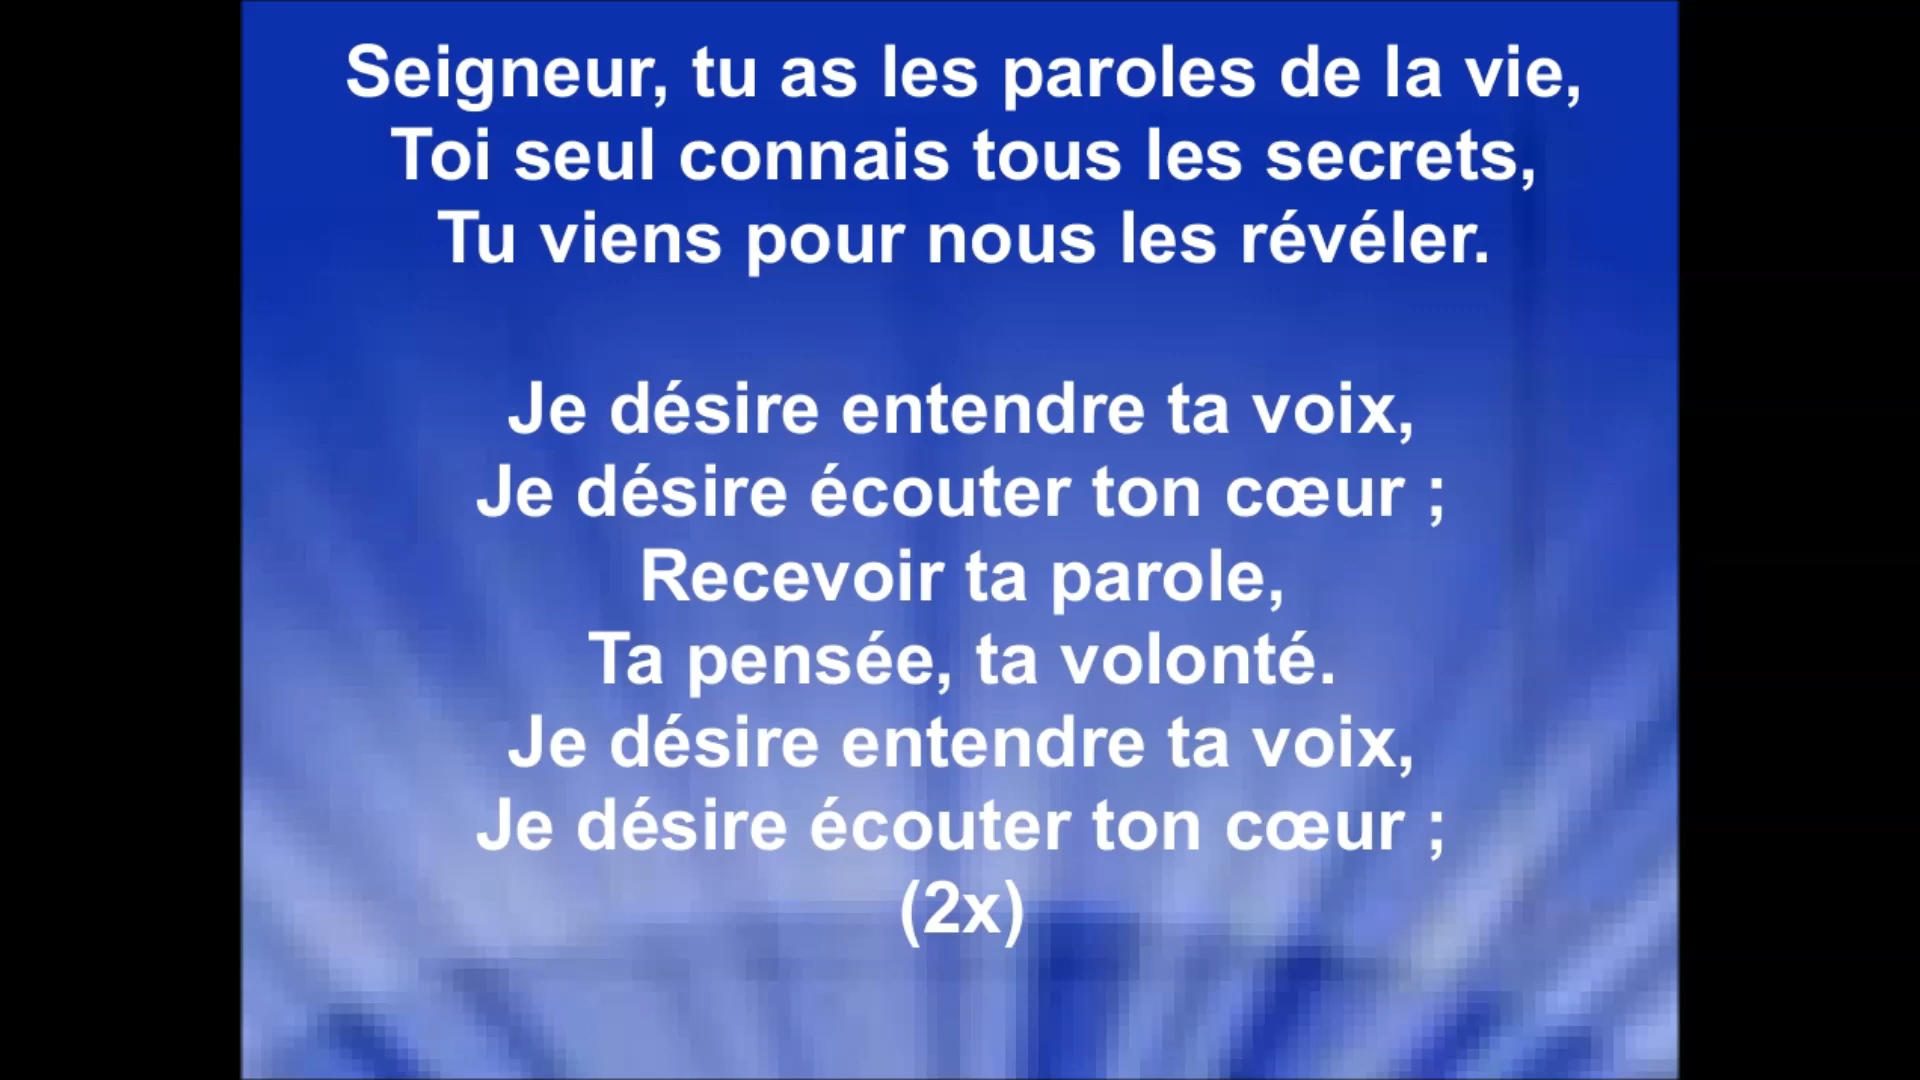 Seigneur, tu as les paroles de la vie,
Toi seul connais tous les secrets,
Tu viens pour nous les révéler.
Je désire entendre ta voix,
Je désire écouter ton cœur ;
Recevoir ta parole,
Ta pensée, ta volonté.
Je désire entendre ta voix,
Je désire écouter ton cœur ;
(2x)